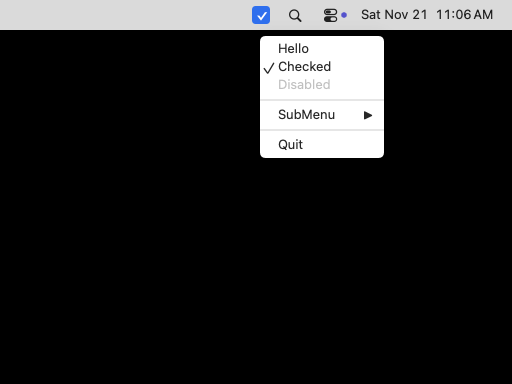 Sat Nov 21 11:06 AM
Hello
Checked
Disabled
SubMenu
Quit